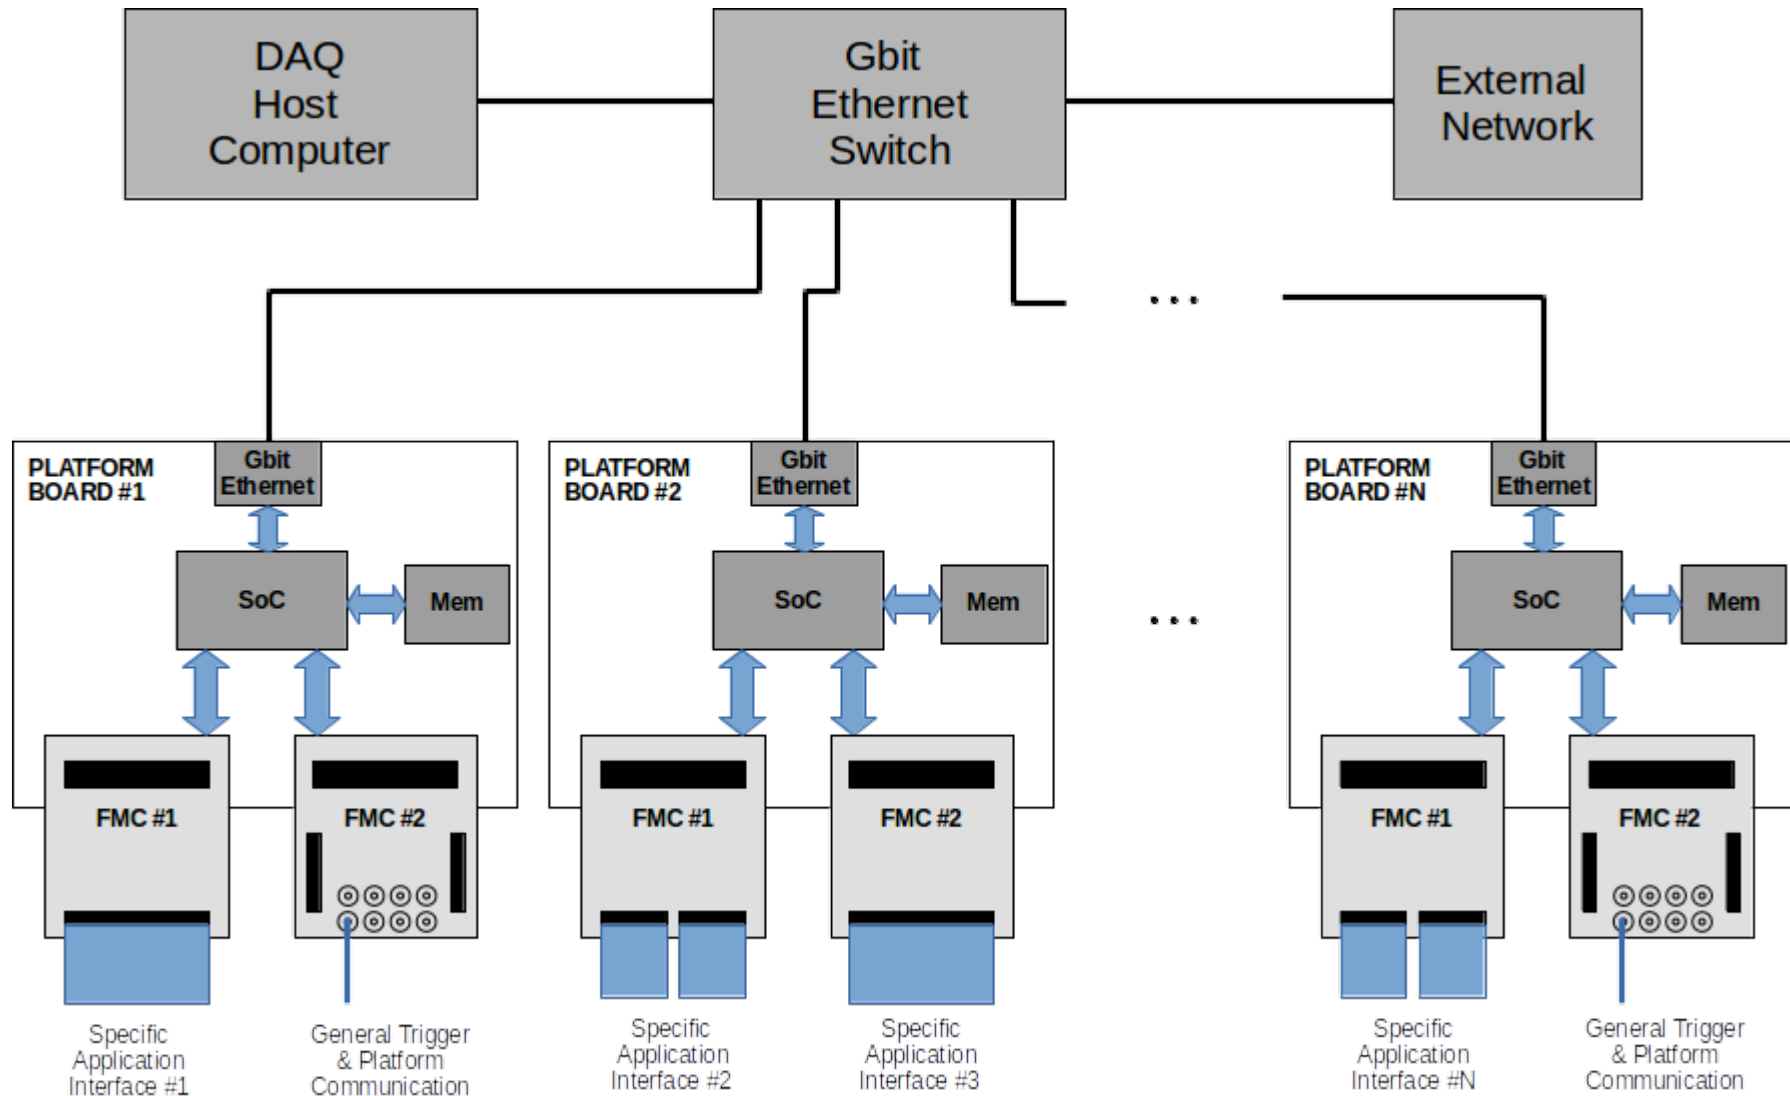 DAQ
Host
Computer
Gbit
Ethernet
Switch
External
Network
...
PLATFORM
BOARD #1
Gbit
Ethernet
SoC
Mem
FMC #1
FMC #2
Specific
Application
Interface #1
General Trigger
& Platform
Communication
PLATFORM
BOARD #2
Gbit
Ethernet
SoC
Mem
FMC #1
FMC #2
Specific
Application
Interface #2
Specific
Application
Interface #3
...
PLATFORM
BOARD #N
Gbit
Ethernet
SoC
Mem
FMC #1
FMC #2
Specific
Application
Interface #N
General Trigger
& Platform
Communication